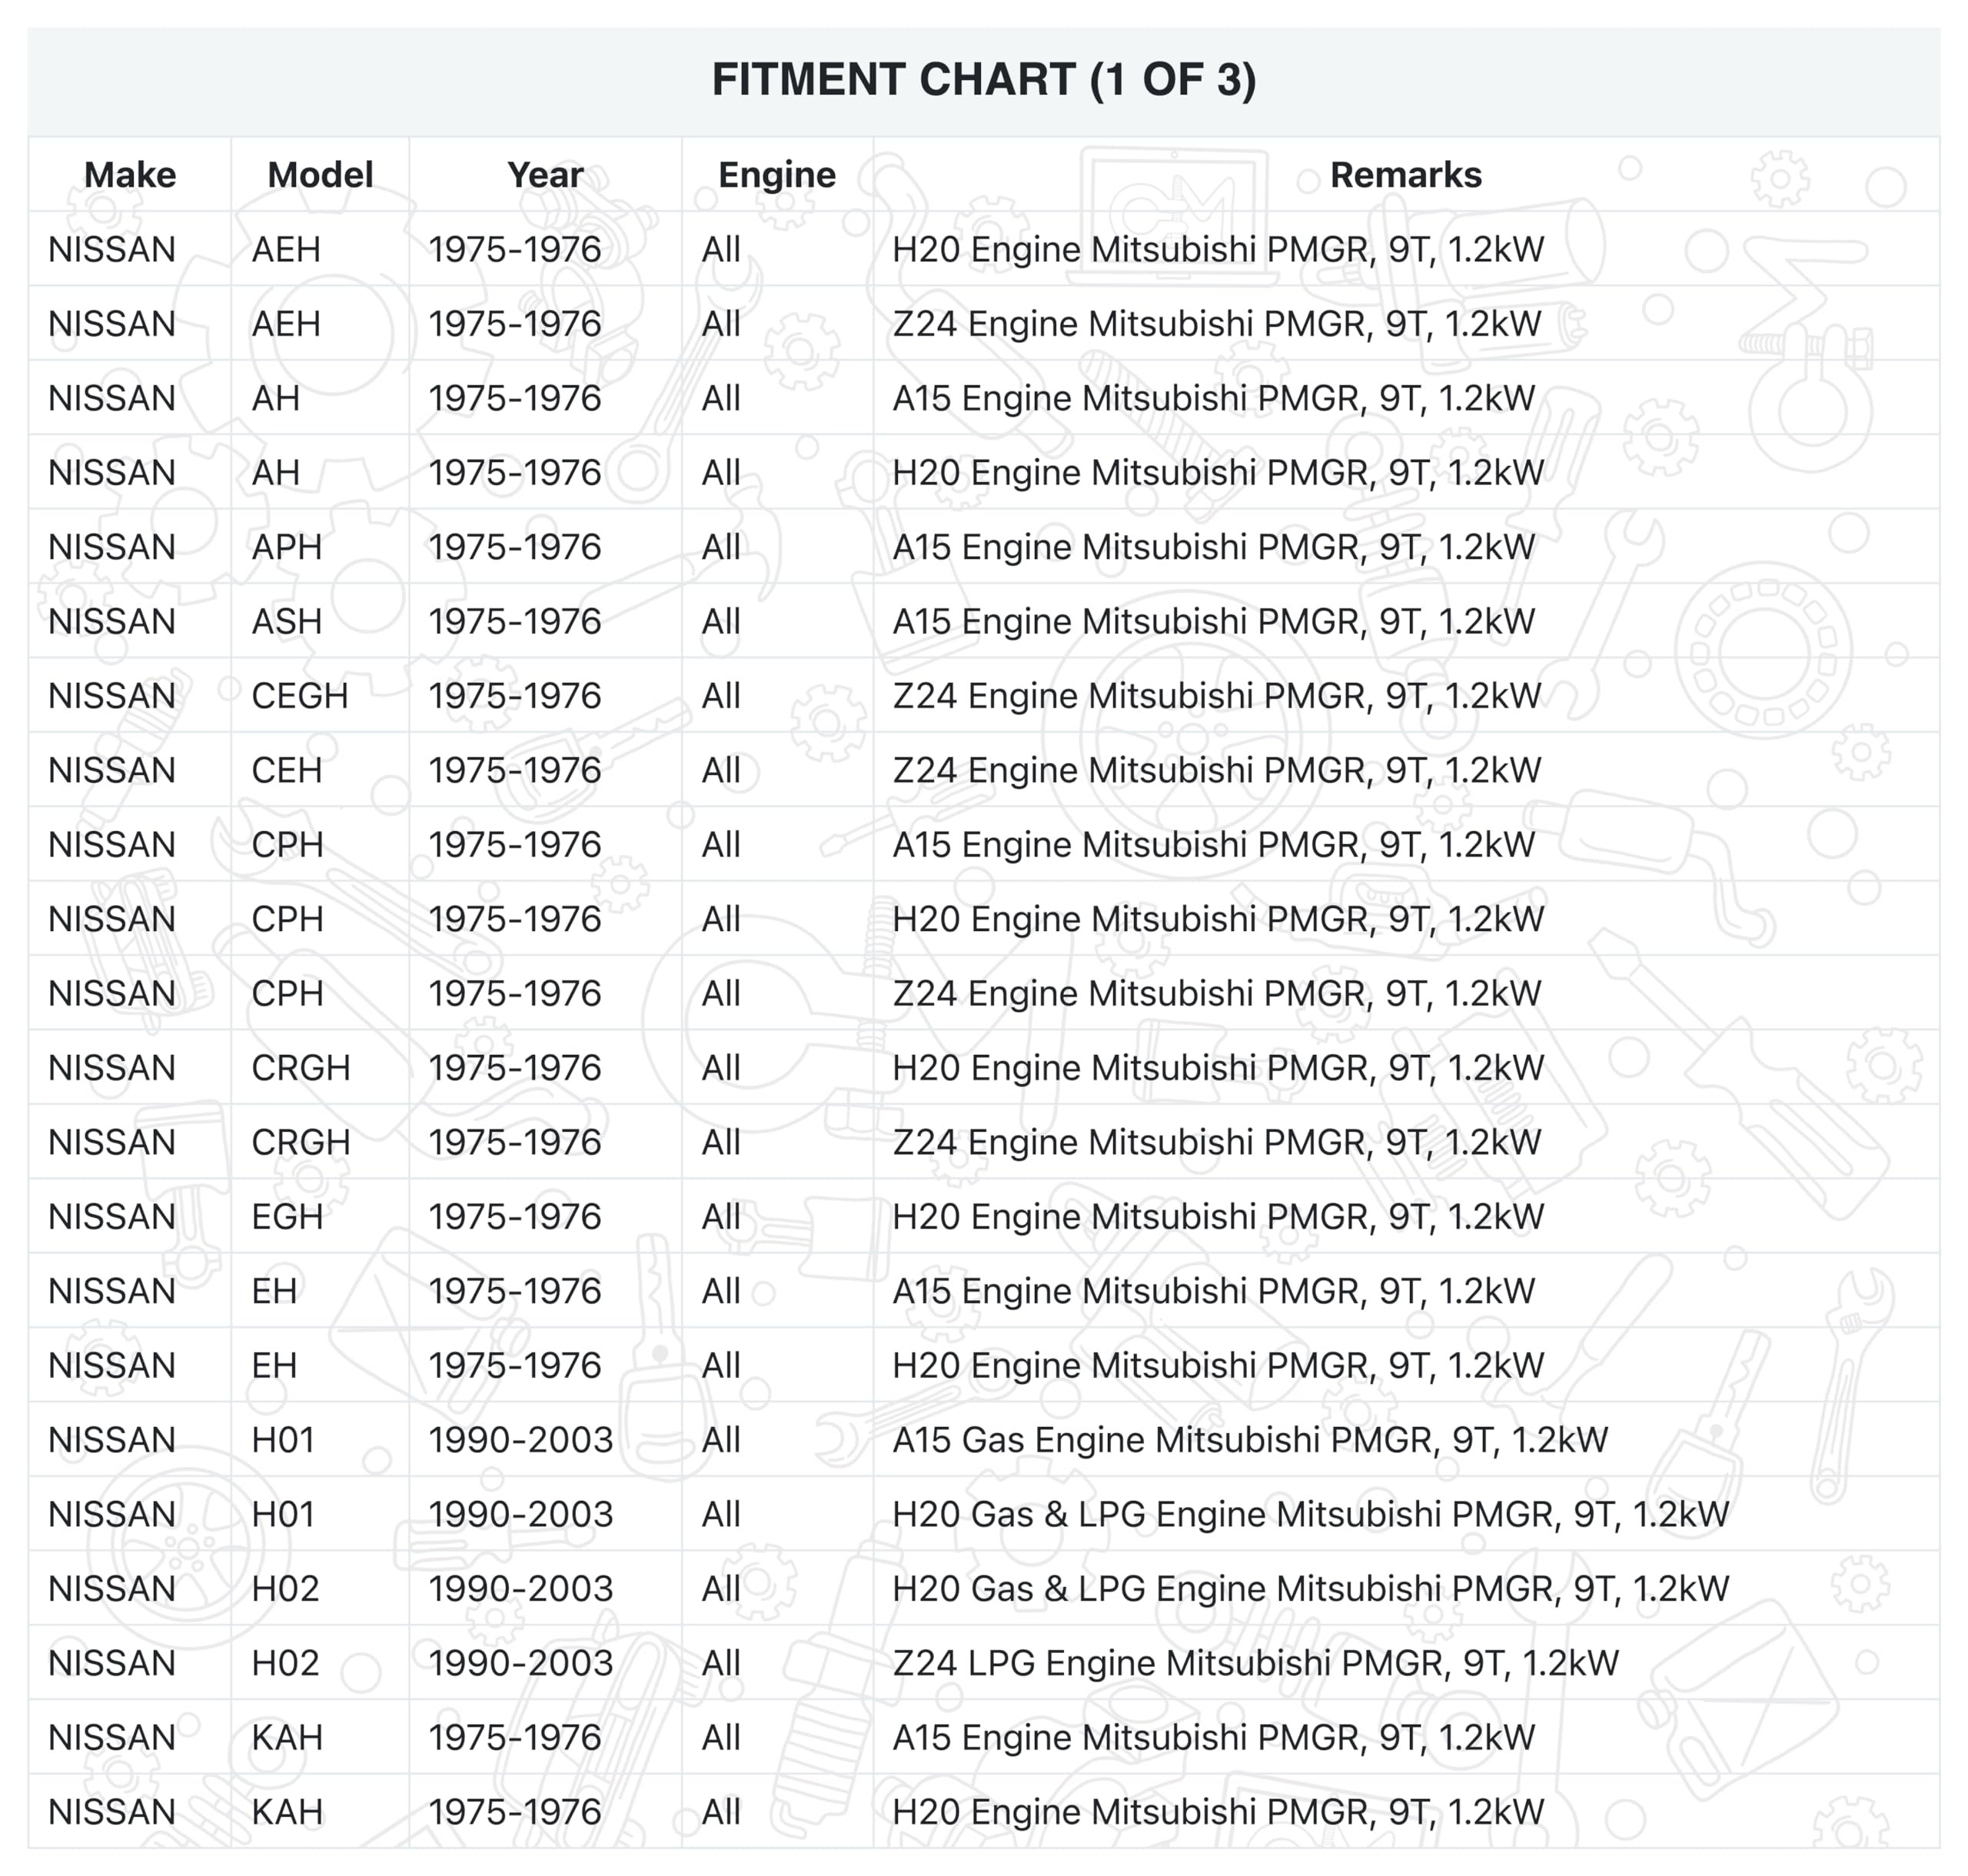 FITMENT CHART (1 OF 3)
Make Model Year Engine Remarks
NISSAN AEH 1975-1976 All H20 Engine Mitsubishi PMGR, 9T, 1.2kW
NISSAN AEH 1975-1976 All Z24 Engine Mitsubishi PMGR, 9T, 1.2kW
NISSAN AH 1975-1976 All A15 Engine Mitsubishi PMGR, 9T, 1.2kW
NISSAN AH 1975-1976 All H20 Engine Mitsubishi PMGR, 9T, 1.2kW
NISSAN APH 1975-1976 All A15 Engine Mitsubishi PMGR, 9T, 1.2kW
NISSAN ASH 1975-1976 All A15 Engine Mitsubishi PMGR, 9T, 1.2kW
NISSAN CEGH 1975-1976 All Z24 Engine Mitsubishi PMGR, 9T, 1.2kW
NISSAN CEH 1975-1976 All Z24 Engine Mitsubishi PMGR, 9T, 1.2kW
NISSAN CPH 1975-1976 All A15 Engine Mitsubishi PMGR, 9T, 1.2kW
NISSAN CPH 1975-1976 All H20 Engine Mitsubishi PMGR, 9T, 1.2kW
NISSAN CPH 1975-1976 All Z24 Engine Mitsubishi PMGR, 9T, 1.2kW
NISSAN CRGH 1975-1976 All H20 Engine Mitsubishi PMGR, 9T, 1.2kW
NISSAN CRGH 1975-1976 All Z24 Engine Mitsubishi PMGR, 9T, 1.2kW
NISSAN EGH 1975-1976 All H20 Engine Mitsubishi PMGR, 9T, 1.2kW
NISSAN EH 1975-1976 All A15 Engine Mitsubishi PMGR, 9T, 1.2kW
NISSAN EH 1975-1976 All H20 Engine Mitsubishi PMGR, 9T, 1.2kW
NISSAN H01 1990-2003 All A15 Gas Engine Mitsubishi PMGR, 9T, 1.2kW
NISSAN H01 1990-2003 All H20 Gas & LPG Engine Mitsubishi PMGR, 9T, 1.2kW
NISSAN H02 1990-2003 All H20 Gas & LPG Engine Mitsubishi PMGR, 9T, 1.2kW
NISSAN H02 1990-2003 All Z24 LPG Engine Mitsubishi PMGR, 9T, 1.2kW
NISSAN KAH 1975-1976 All A15 Engine Mitsubishi PMGR, 9T, 1.2kW
NISSAN KAH 1975-1976 All H20 Engine Mitsubishi PMGR, 9T, 1.2kW